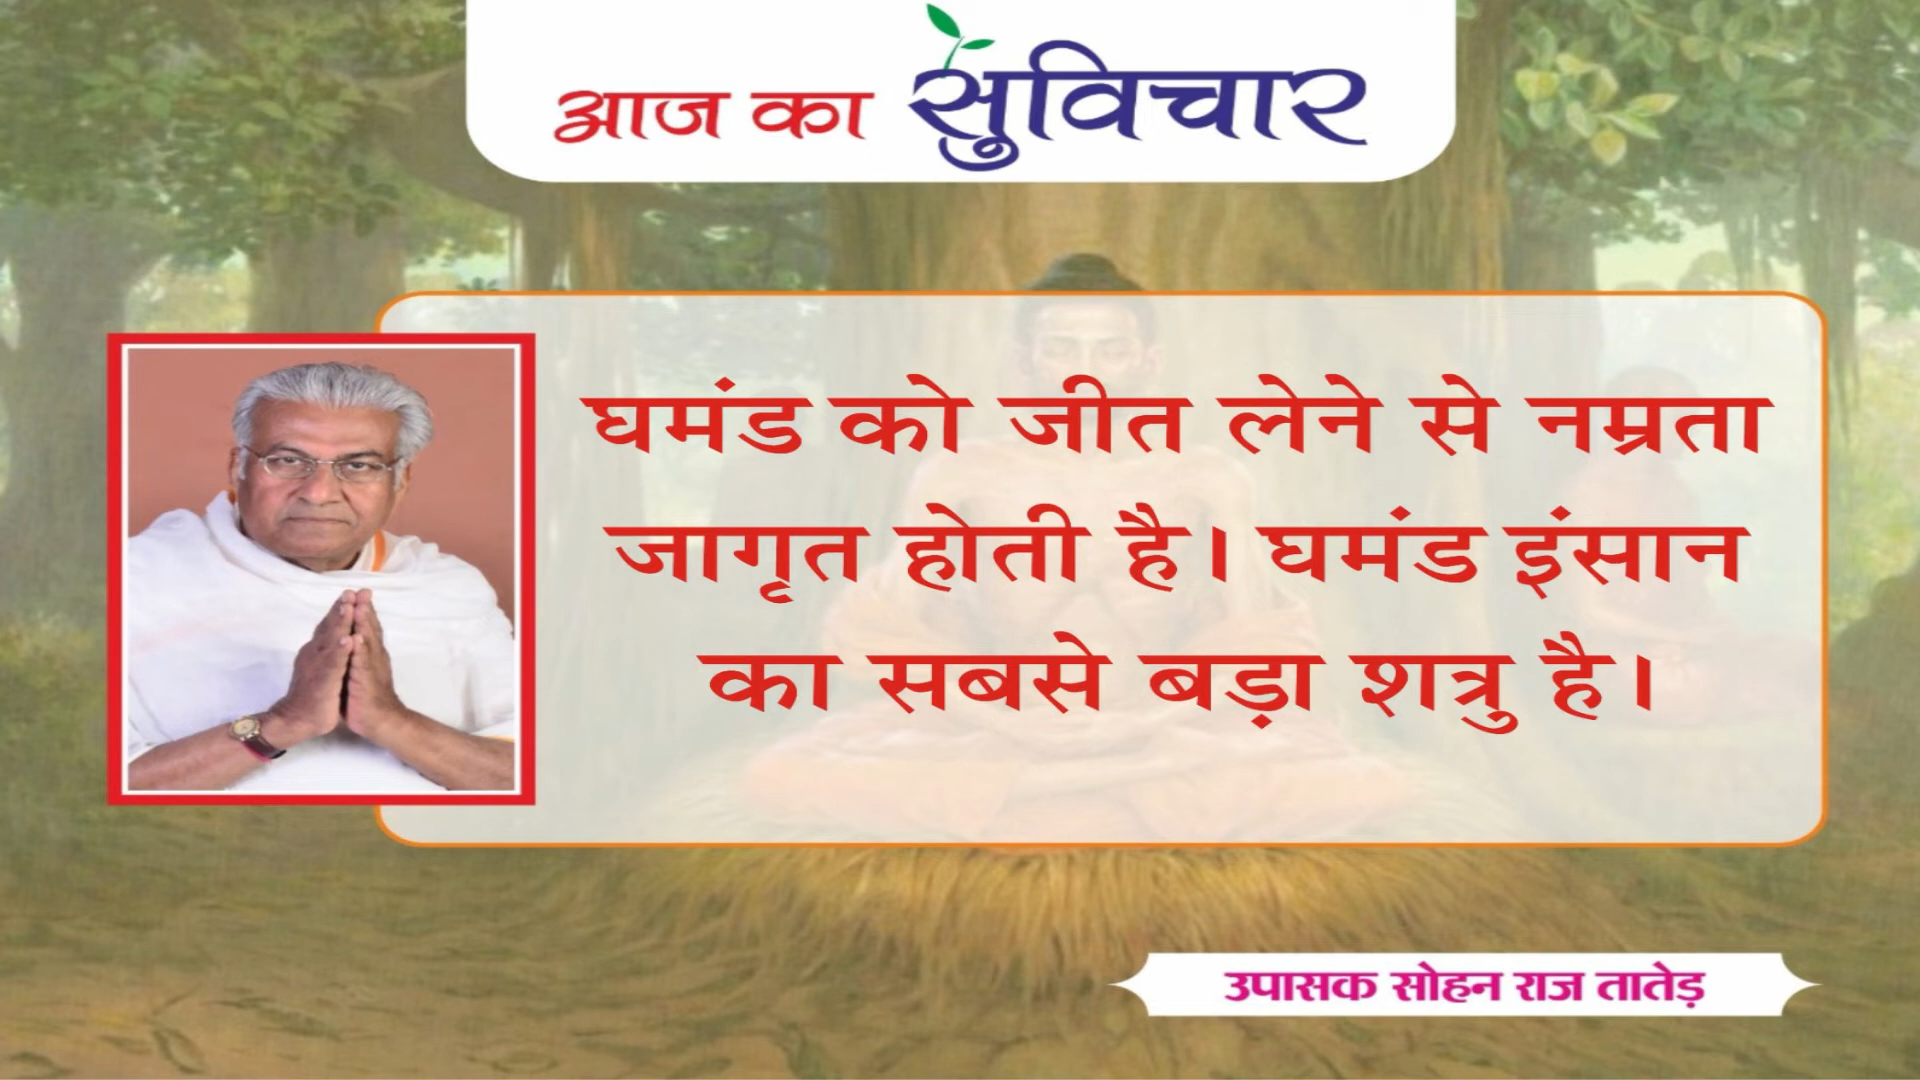 आज का सुविचार
घमंड को जीत लेने से नम्रता
जागृत होती है। घमंड इंसान
का सबसे बड़ा शत्रु है।
उपासक सोहन राज तातेड़